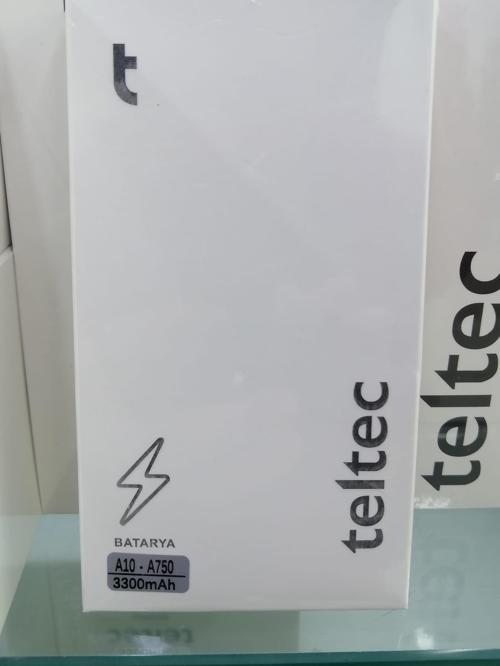 t
teltec
teltec
BATARYA
A10 - A750
3300mAh